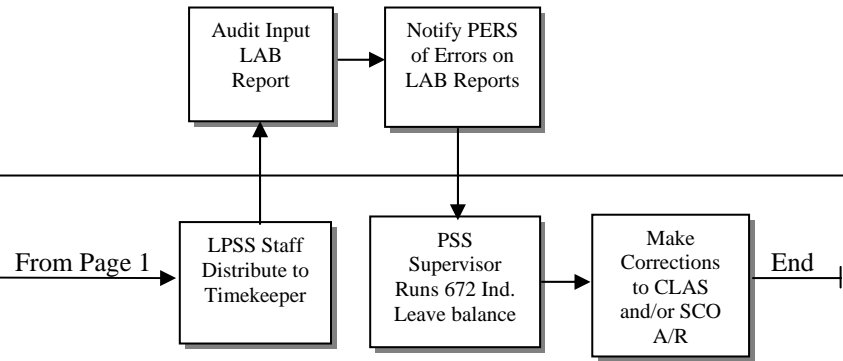 Audit Input
LAB
Report
Notify PERS
of Errors on
LAB Reports
From Page 1
LPSS Staff
Distribute to
Timekeeper
PSS
Supervisor
Runs 672 Ind.
Leave balance
Make
Corrections
to CLAS
and/or SCO
A/R
End